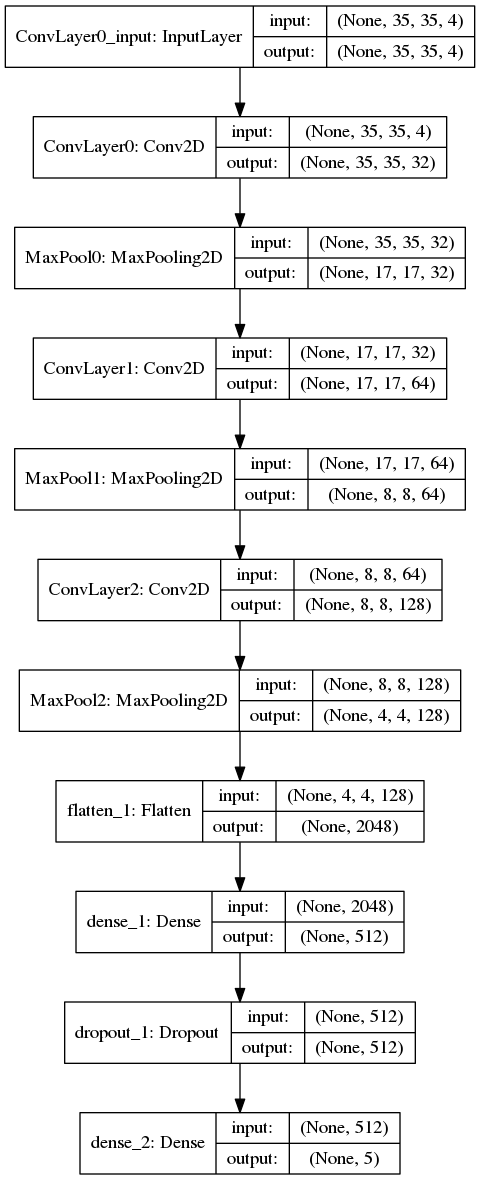 ConvLayer0_input: InputLayer
input: (None, 35, 35, 4)
output: (None, 35, 35, 4)
ConvLayer0: Conv2D
input: (None, 35, 35, 4)
output: (None, 35, 35, 32)
MaxPool0: MaxPooling2D
input: (None, 35, 35, 32)
output: (None, 17, 17, 32)
ConvLayer1: Conv2D
input: (None, 17, 17, 32)
output: (None, 17, 17, 64)
MaxPool1: MaxPooling2D
input: (None, 17, 17, 64)
output: (None, 8, 8, 64)
ConvLayer2: Conv2D
input: (None, 8, 8, 64)
output: (None, 8, 8, 128)
MaxPool2: MaxPooling2D
input: (None, 8, 8, 128)
output: (None, 4, 4, 128)
flatten_1: Flatten
input: (None, 4, 4, 128)
output: (None, 2048)
dense_1: Dense
input: (None, 2048)
output: (None, 512)
dropout_1: Dropout
input: (None, 512)
output: (None, 512)
dense_2: Dense
input: (None, 512)
output: (None, 5)